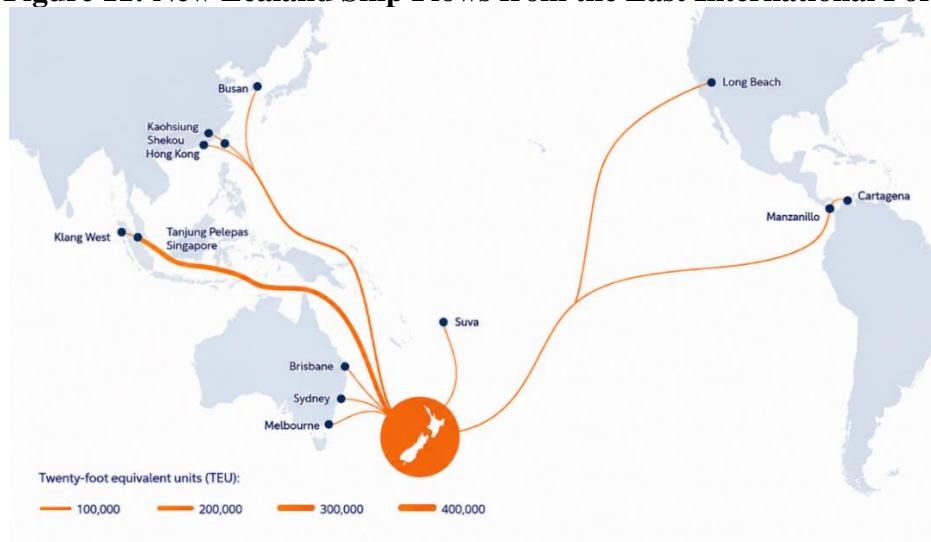 Figure 11: New Zealand Ship Flows from the Last International Por
Busan
Long Beach
Kaohsiung
Shekou
Hong Kong
Cartagena
Manzanillo
Klang West
Tanjung Pelepas
Singapore
Suva
Brisbane
Sydney
Melbourne
Twenty-foot equivalent units (TEU):
100,000
200,000
300,000
400,000